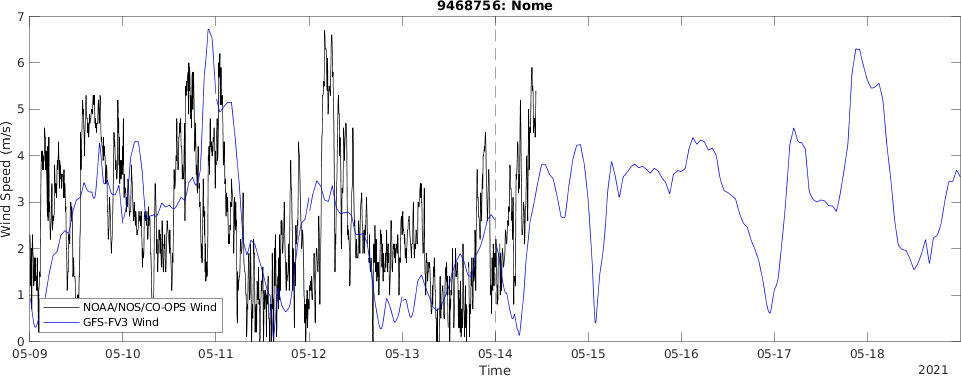 9468756: Nome
Wind Speed (m/s)
7
6
5
4
3
2
1
0
NOAA/NOS/CO-OPS Wind
GFS-FV3 Wind
05-09 05-10 05-11 05-12 05-13 05-14 05-15 05-16 05-17 05-18
Time
2021